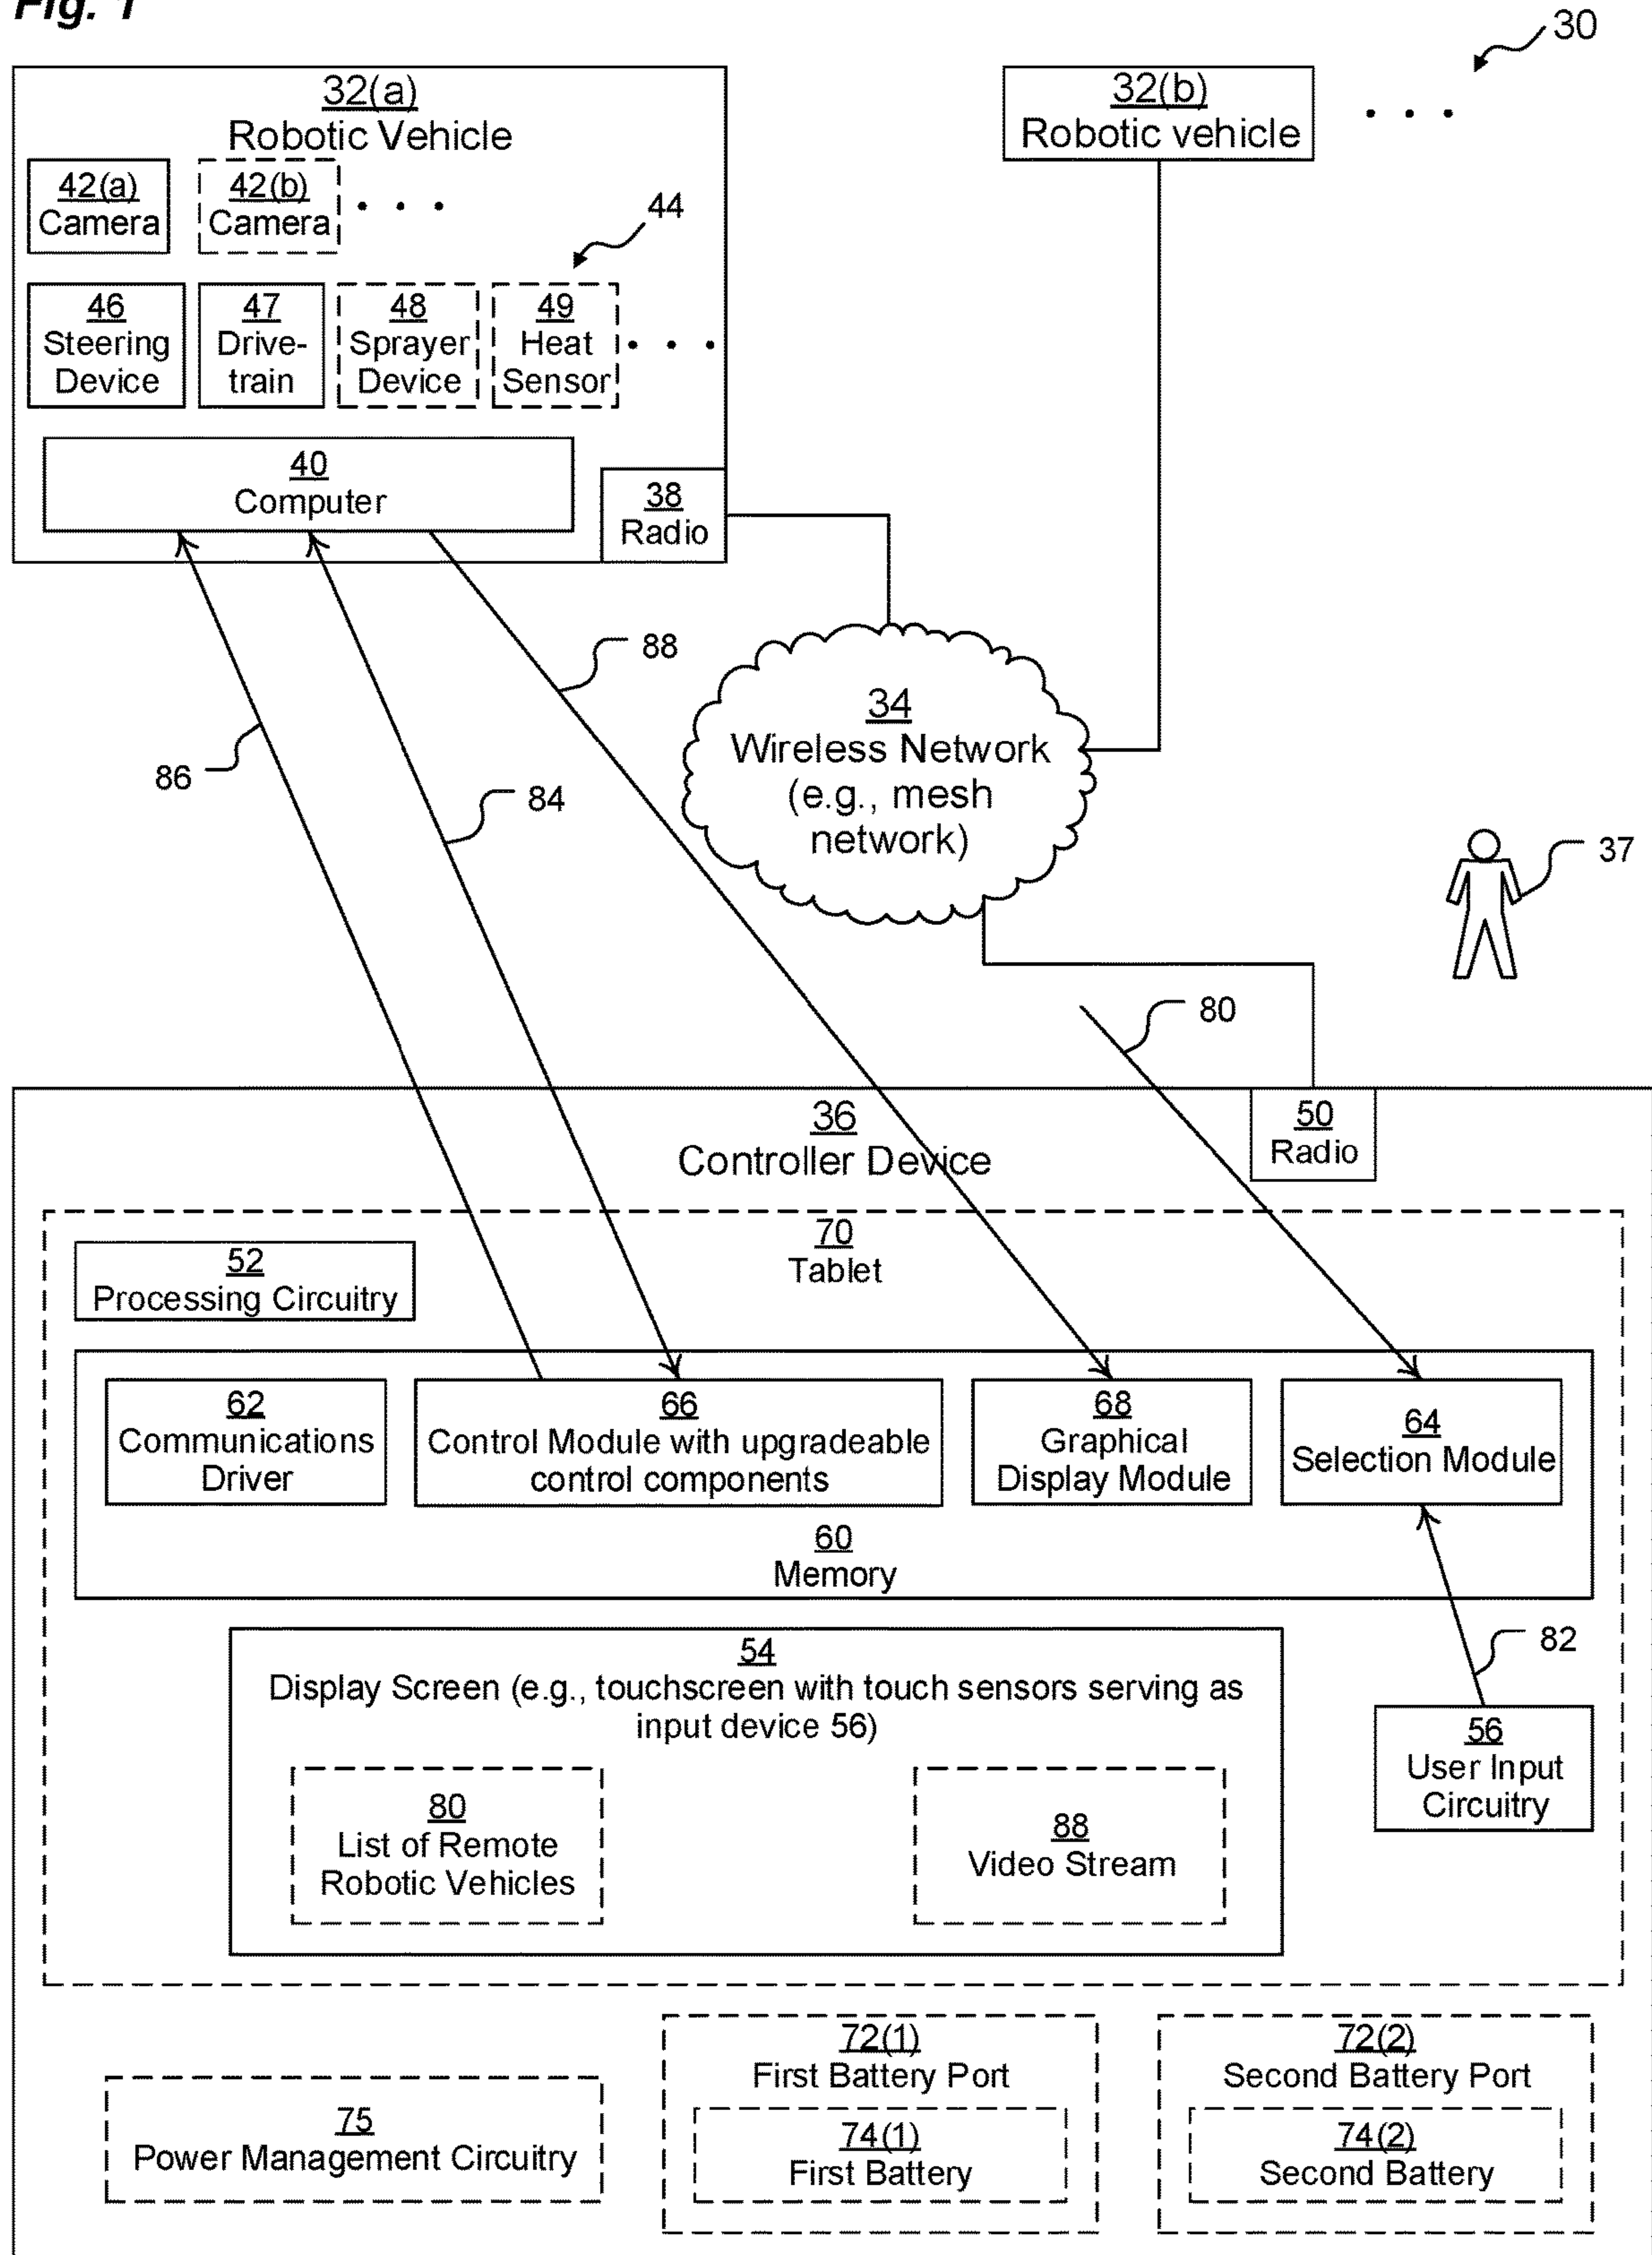 Fig. 1
30
32(a)
Robotic Vehicle
32(b)
Robotic vehicle
. . .
42(a)
Camera
42(b)
Camera
. . .
44
46
Steering
Device
47
Drive-
train
48
Sprayer
Device
49
Heat
Sensor
. . .
40
Computer
38
Radio
88
86
84
34
Wireless Network
(e.g., mesh
network)
37
80
36
Controller Device
50
Radio
70
Tablet
52
Processing Circuitry
62
Communications
Driver
66
Control Module with upgradeable
control components
68
Graphical
Display Module
64
Selection Module
60
Memory
54
Display Screen (e.g., touchscreen with touch sensors serving as
input device 56)
82
56
User Input
Circuitry
80
List of Remote
Robotic Vehicles
88
Video Stream
72(1)
First Battery Port
74(1)
First Battery
72(2)
Second Battery Port
74(2)
Second Battery
75
Power Management Circuitry